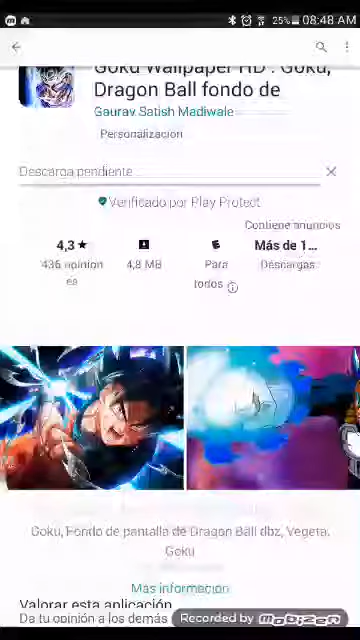 25% 08:48 AM
Goku Wallpaper HD : Goku,
Dragon Ball fondo de
Gaurav Satish Madiwale
Personalización
Descarga pendiente...
Verificado por Play Protect
Contiene anuncios
4,3★ Más de 1...
436 opinion
es 4,8 MB Para
todos Descargas
Goku, Fondo de pantalla de Dragon Ball dbz, Vegeta,
Goku
Más información
Valorar esta aplicación
Da tu opinión a los demás
Recorded by MOBIZEN